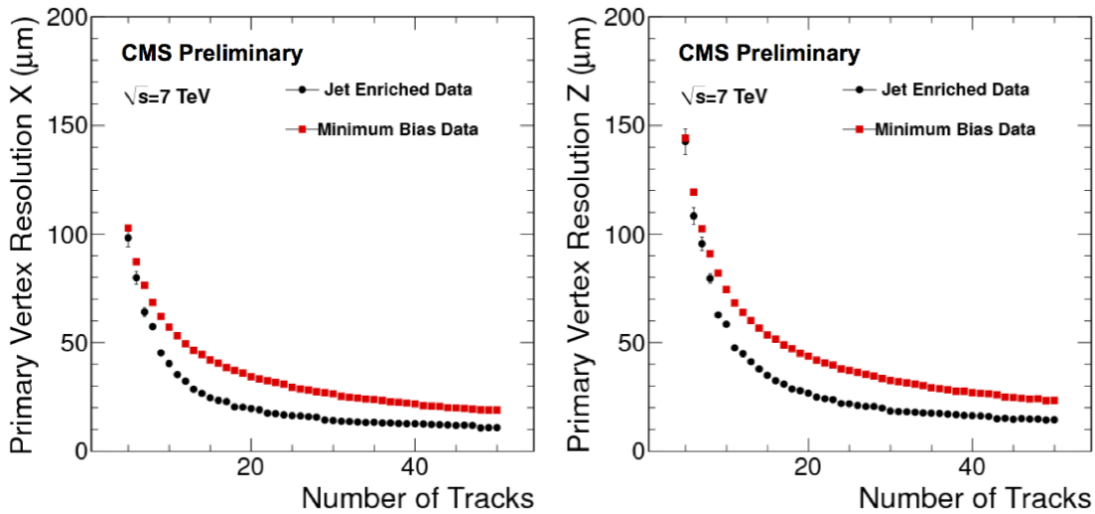 Primary Vertex Resolution X (μm)
200
150
100
50
0
CMS Preliminary
√s=7 TeV
Jet Enriched Data
Minimum Bias Data
20
40
Number of Tracks
Primary Vertex Resolution Z (μm)
200
150
100
50
0
CMS Preliminary
√s=7 TeV
Jet Enriched Data
Minimum Bias Data
20
40
Number of Tracks